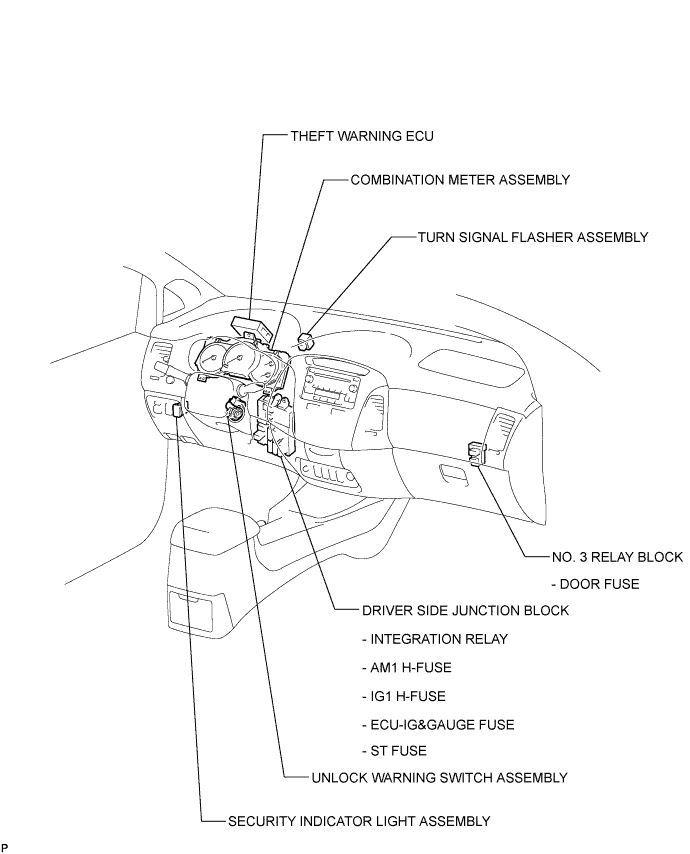 THEFT WARNING ECU
COMBINATION METER ASSEMBLY
TURN SIGNAL FLASHER ASSEMBLY
NO. 3 RELAY BLOCK
- DOOR FUSE
DRIVER SIDE JUNCTION BLOCK
- INTEGRATION RELAY
- AM1 H-FUSE
- IG1 H-FUSE
- ECU-IG&GAUGE FUSE
- ST FUSE
UNLOCK WARNING SWITCH ASSEMBLY
SECURITY INDICATOR LIGHT ASSEMBLY
P